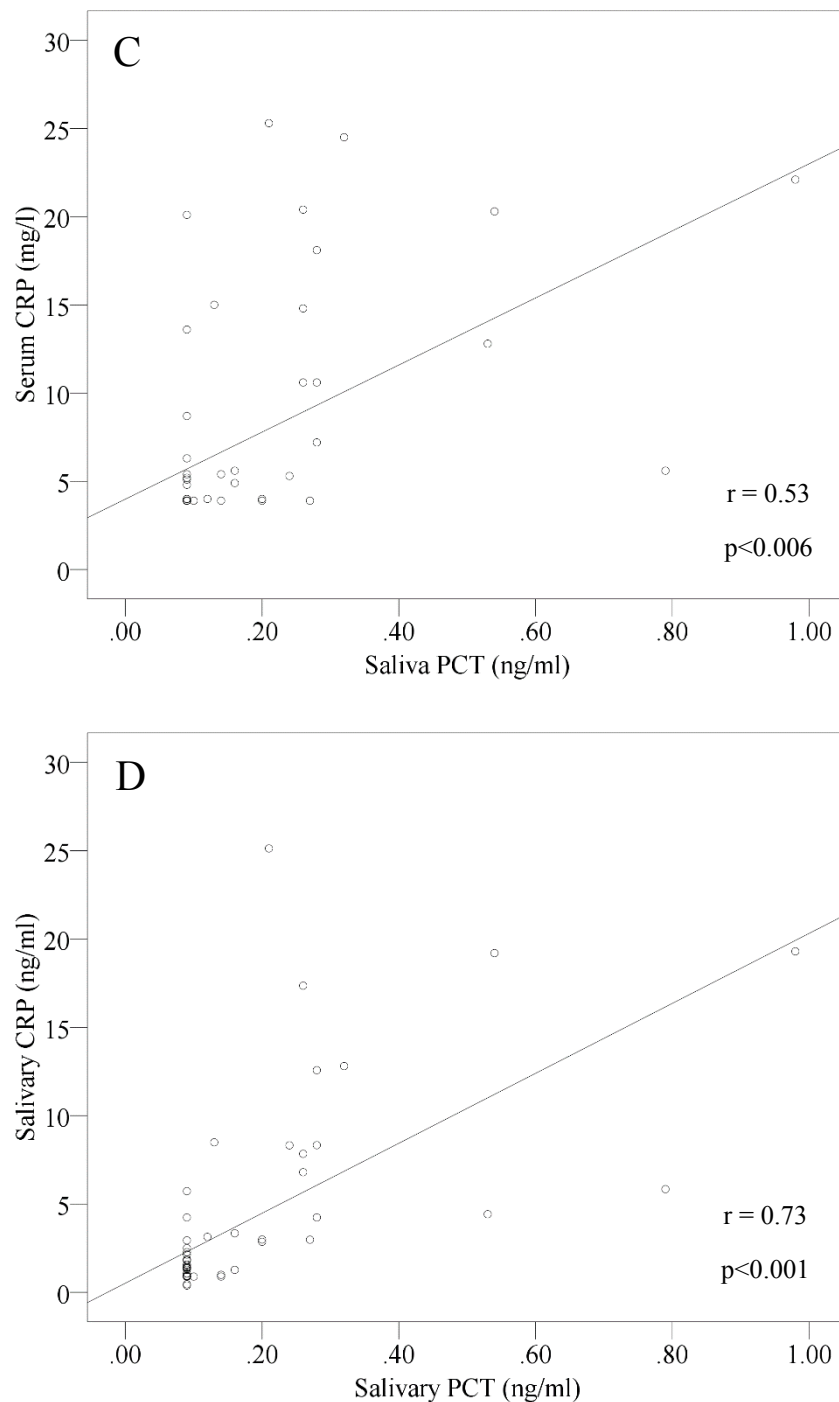 C
30
25
20
15
10
5
0
Serum CRP (mg/l)
r = 0.53
p<0.006
.00 .20 .40 .60 .80 1.00
Saliva PCT (ng/ml)
D
30
25
20
15
10
5
0
Salivary CRP (ng/ml)
r = 0.73
p<0.001
.00 .20 .40 .60 .80 1.00
Salivary PCT (ng/ml)